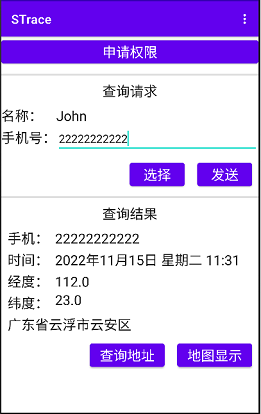 STrace
申请权限
查询请求
名称： John
手机号： 22222222222
选择 发送
查询结果
手机： 22222222222
时间： 2022年11月15日 星期二 11:31
经度： 112.0
纬度： 23.0
广东省云浮市云安区
查询地址 地图显示